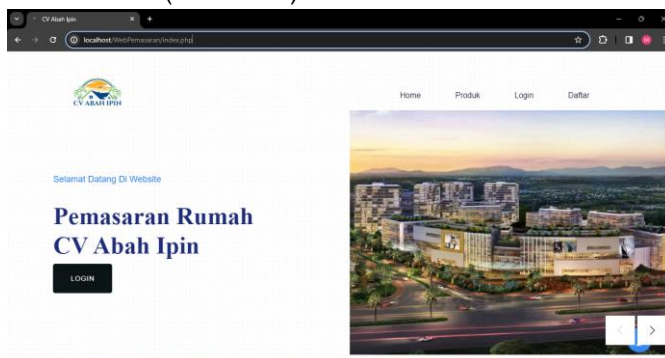 CV Abah Ipin
localhost/WebPemasaran/index.php
CV ABAH IPIN
Home Produk Login Daftar
Selamat Datang Di Website
Pemasaran Rumah
CV Abah Ipin
LOGIN